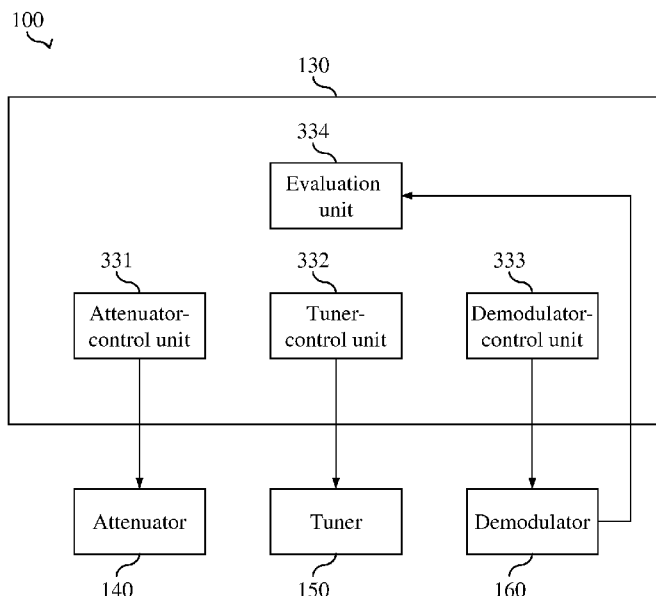 100
130
334
Evaluation
unit
331
332
333
Attenuator-
control unit
Tuner-
control unit
Demodulator-
control unit
Attenuator
Tuner
Demodulator
140
150
160